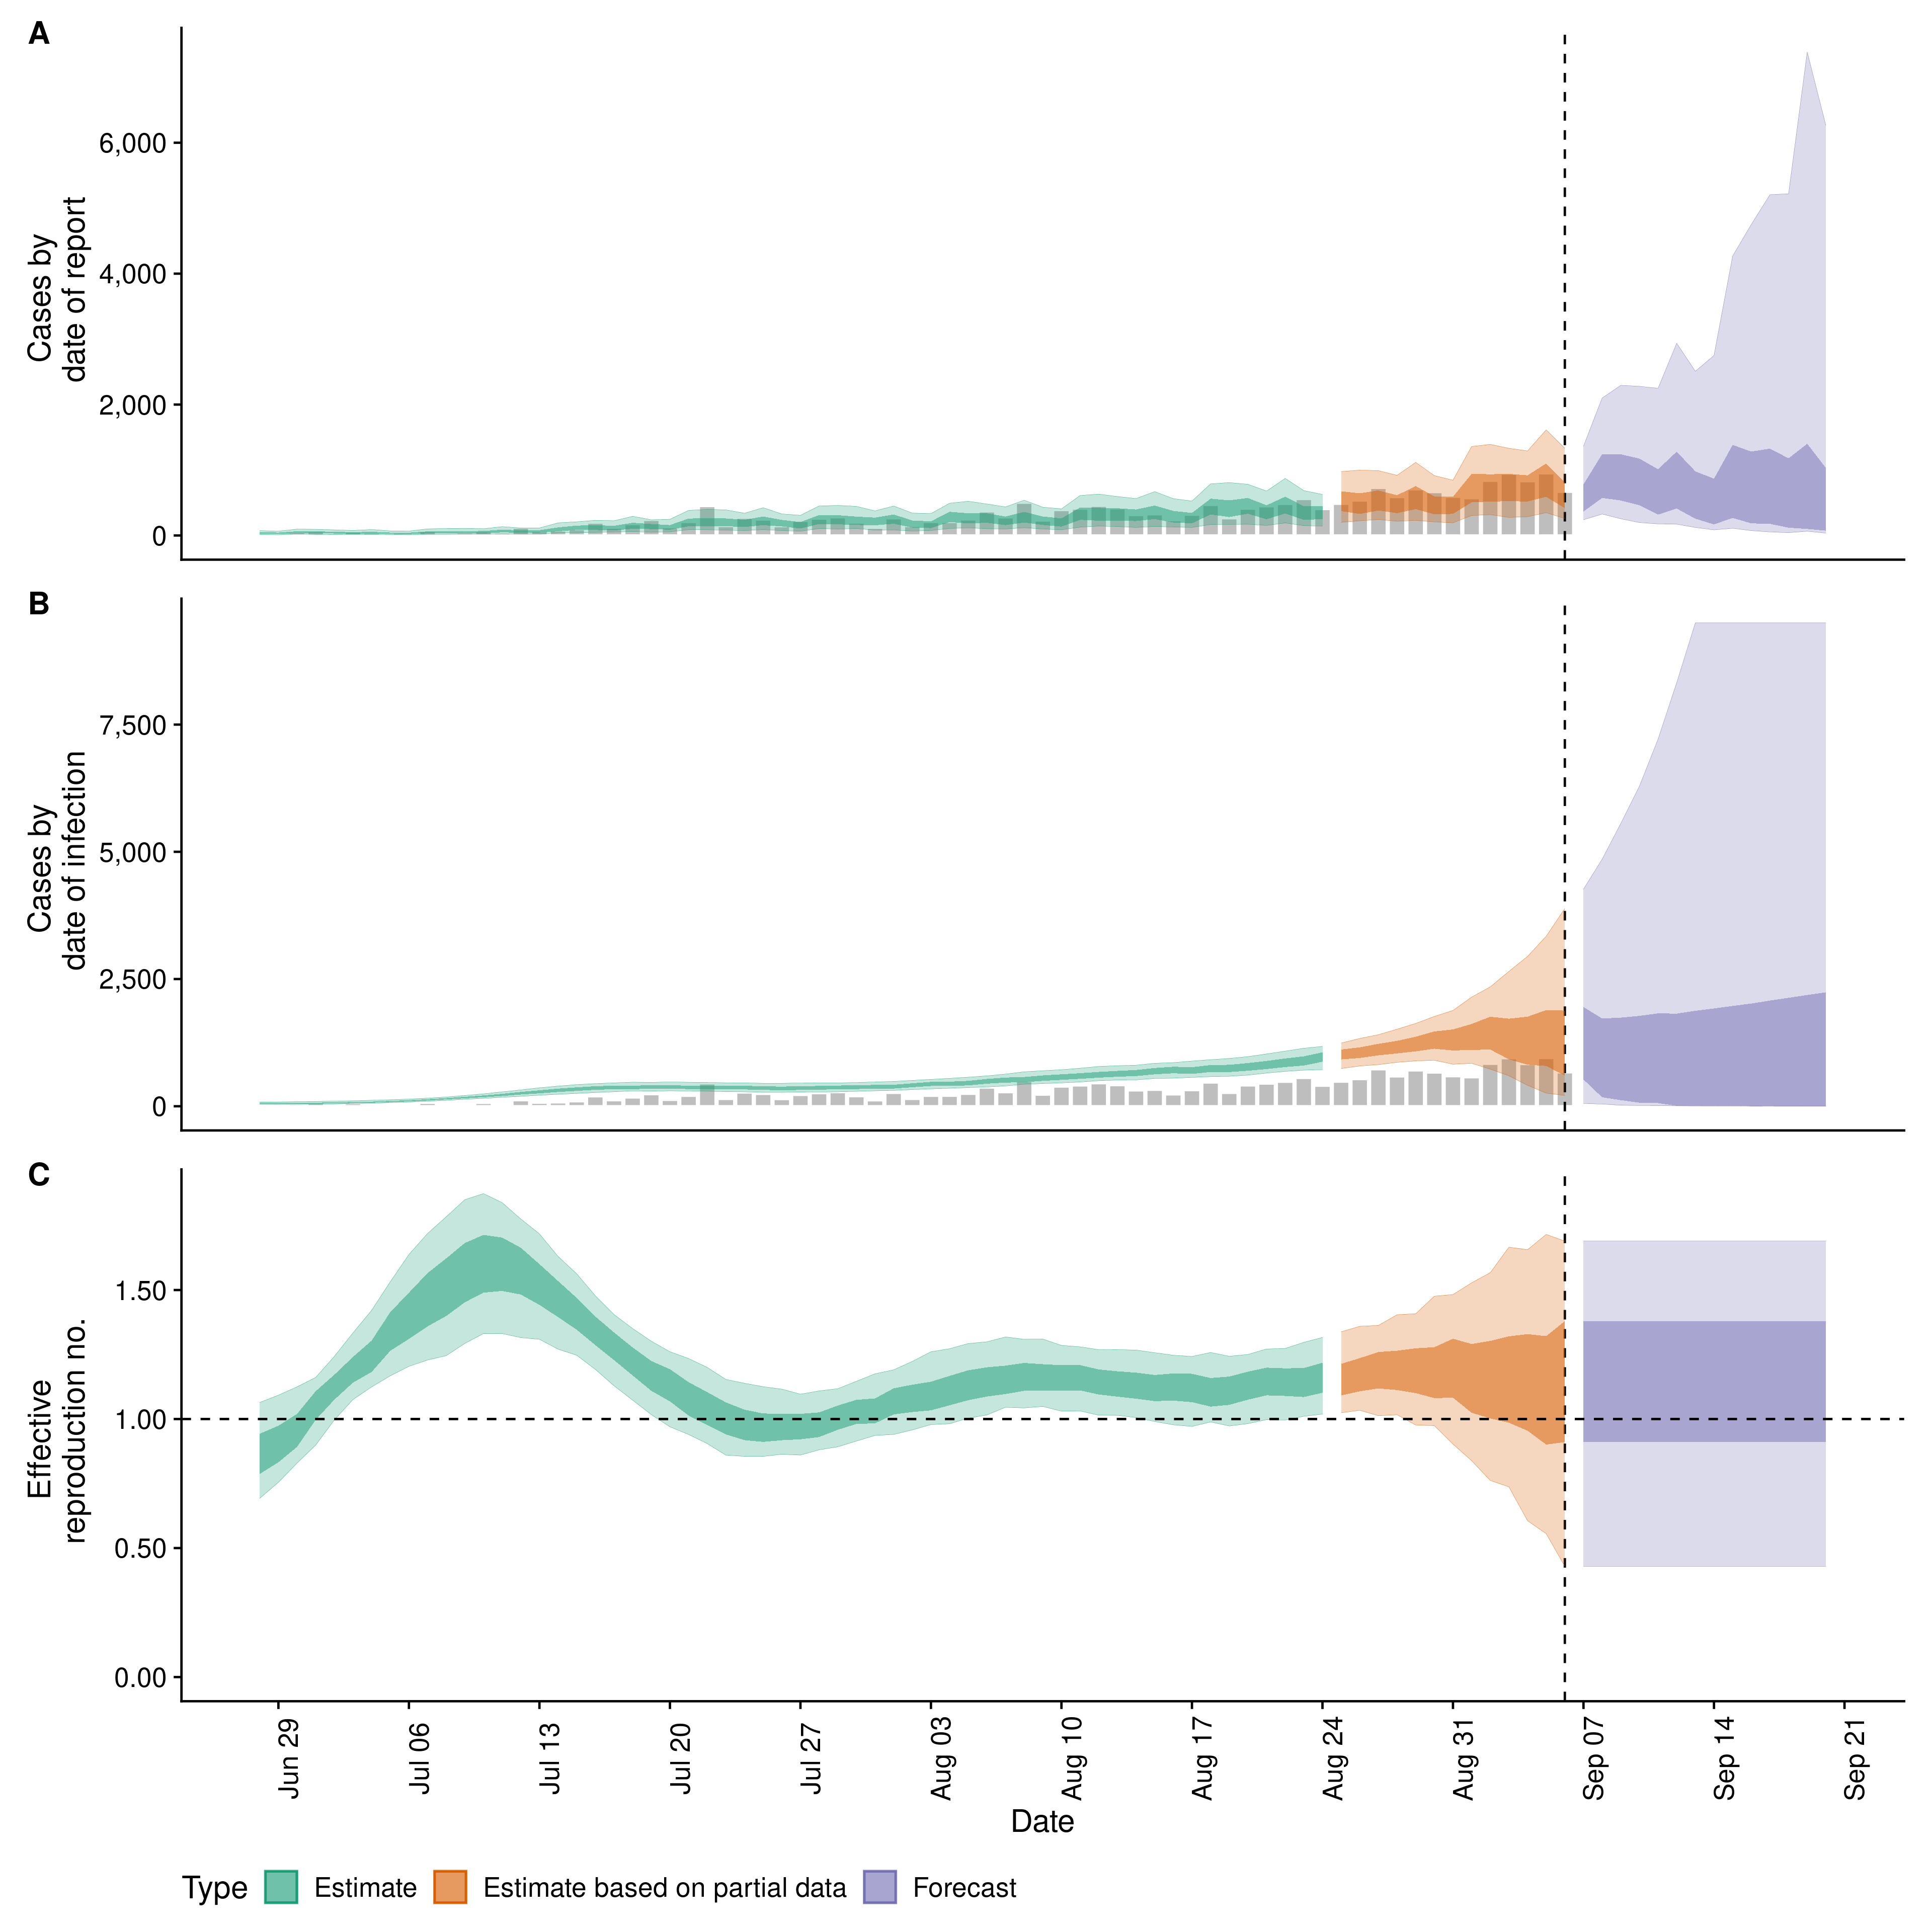 A
Cases by
date of report
6,000
4,000
2,000
0
B
Cases by
date of infection
7,500
5,000
2,500
0
C
Effective
reproduction no.
1.50
1.00
0.50
0.00
Jun 29
Jul 06
Jul 13
Jul 20
Jul 27
Aug 03
Aug 10
Aug 17
Aug 24
Aug 31
Sep 07
Sep 14
Sep 21
Date
Type Estimate Estimate based on partial data Forecast